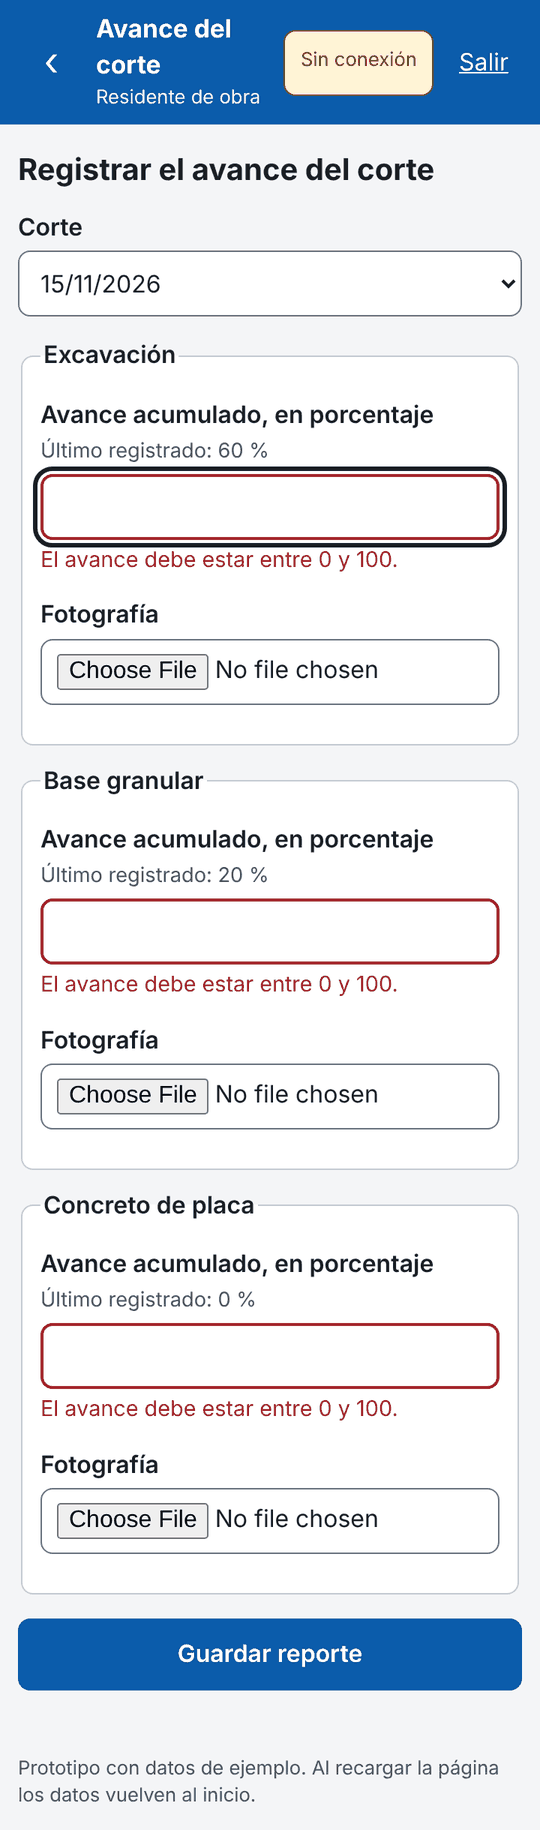 Avance del
corte
Residente de obra
Sin conexión
Salir
Registrar el avance del corte
Corte
15/11/2026
Excavación
Avance acumulado, en porcentaje
Último registrado: 60 %
El avance debe estar entre 0 y 100.
Fotografía
Choose File No file chosen
Base granular
Avance acumulado, en porcentaje
Último registrado: 20 %
El avance debe estar entre 0 y 100.
Fotografía
Choose File No file chosen
Concreto de placa
Avance acumulado, en porcentaje
Último registrado: 0 %
El avance debe estar entre 0 y 100.
Fotografía
Choose File No file chosen
Guardar reporte
Prototipo con datos de ejemplo. Al recargar la página
los datos vuelven al inicio.